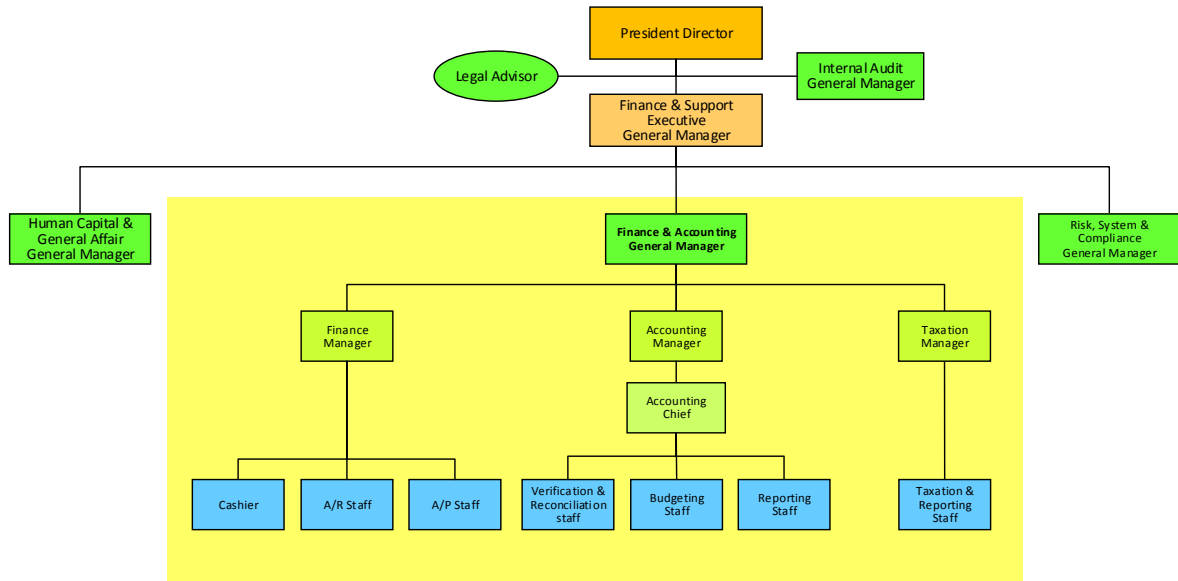 President Director
Legal Advisor
Internal Audit
General Manager
Finance & Support
Executive
General Manager
Human Capital &
General Affair
General Manager
Finance & Accounting
General Manager
Risk, System &
Compliance
General Manager
Finance
Manager
Accounting
Manager
Taxation
Manager
Accounting
Chief
Cashier
A/R Staff
A/P Staff
Verification &
Reconciliation
staff
Budgeting
Staff
Reporting
Staff
Taxation &
Reporting
Staff